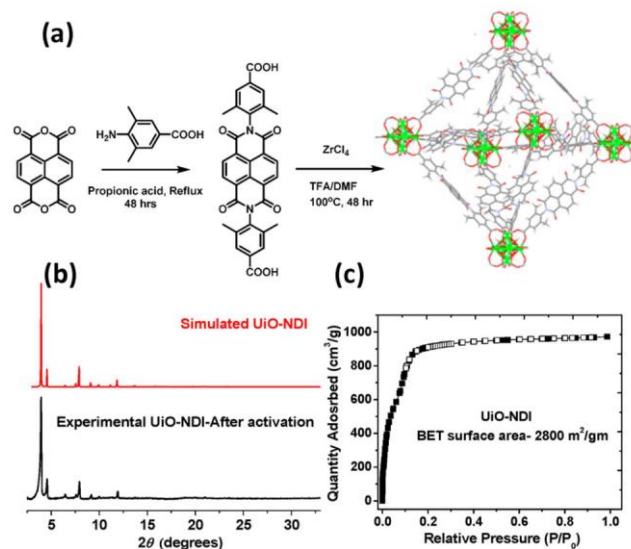 (a)
COOH
O
O
O
H₂N
COOH
O
N
O
ZrCl₄
Propionic acid, Reflux
48 hrs
O
O
O
O
N
O
TFA/DMF
100°C, 48 hr
COOH
(b)
(c)
Simulated UiO-NDI
Experimental UiO-NDI-After activation
5
10
15
20
25
30
2θ (degrees)
Quantity Adosrbed (cm³/g)
1000
800
600
400
200
0
UiO-NDI
BET surface area- 2800 m²/gm
0.0
0.2
0.4
0.6
0.8
1.0
Relative Pressure (P/P₀)